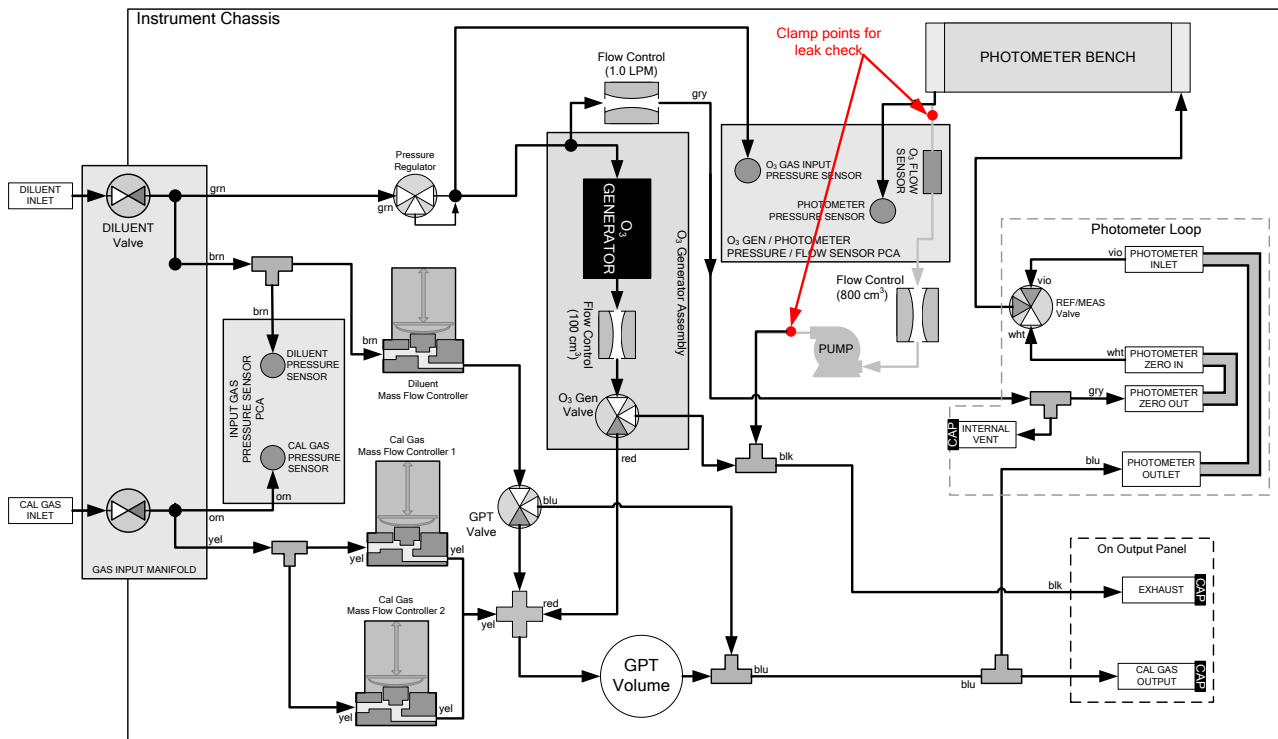 Instrument Chassis
Clamp points for
leak check
Flow Control
(1.0 LPM)
gry
PHOTOMETER BENCH
Pressure
Regulator
DILUENT
INLET
grn
grn
DILUENT
Valve
O3
GENERATOR
O3 Generator Assembly
O3 GAS INPUT
PRESSURE SENSOR
O3 FLOW
SENSOR
PHOTOMETER
PRESSURE SENSOR
O3 GEN / PHOTOMETER
PRESSURE / FLOW SENSOR PCA
Photometer Loop
brn
brn
vio
PHOTOMETER
INLET
vio
REF/MEAS
Valve
wht
wht
PHOTOMETER
ZERO IN
Flow Control
(800 cm3)
Flow Control
(100 cm3)
PUMP
brn
DILUENT
PRESSURE
SENSOR
INPUT GAS
PRESSURE SENSOR
PCA
CAL GAS
PRESSURE
SENSOR
Diluent
Mass Flow Controller
O3 Gen
Valve
gry
PHOTOMETER
ZERO OUT
CAP
INTERNAL
VENT
red
blk
blu
PHOTOMETER
OUTLET
Cal Gas
Mass Flow Controller 1
CAL GAS
INLET
orn
orn
yel
yel
yel
GPT
Valve
blu
GAS INPUT MANIFOLD
On Output Panel
blk
EXHAUST
CAP
Cal Gas
Mass Flow Controller 2
yel
red
yel
yel
GPT
Volume
blu
blu
CAL GAS
OUTPUT
CAP